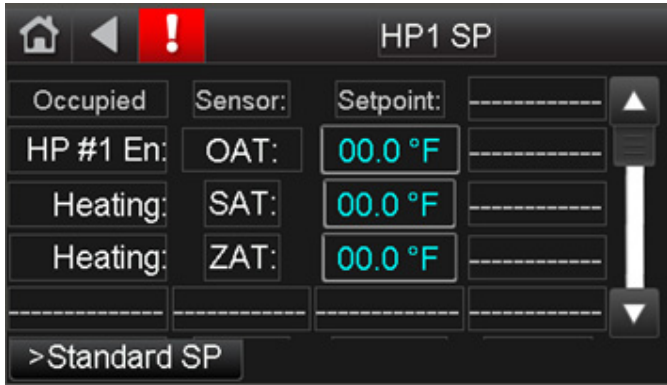 ! HP1 SP
Occupied Sensor: Setpoint: ------------
HP #1 En: OAT: 00.0 °F ------------
Heating: SAT: 00.0 °F ------------
Heating: ZAT: 00.0 °F ------------
------------ ------------ ------------ ------------
>Standard SP